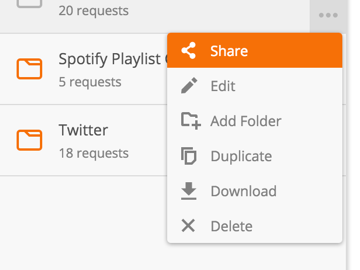 20 requests
Spotify Playlist
5 requests
Twitter
18 requests
Share
Edit
Add Folder
Duplicate
Download
Delete